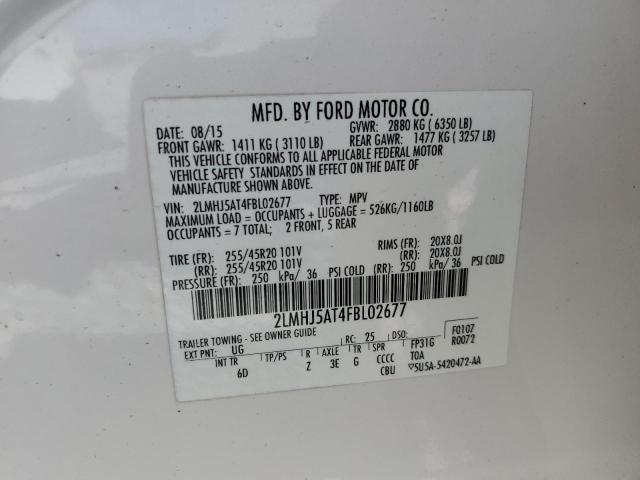 MFD. BY FORD MOTOR CO.
DATE: 08/15 GVWR: 2880 KG ( 6350 LB)
FRONT GAWR: 1411 KG ( 3110 LB) REAR GAWR: 1477 KG ( 3257 LB)
THIS VEHICLE CONFORMS TO ALL APPLICABLE FEDERAL MOTOR
VEHICLE SAFETY STANDARDS IN EFFECT ON THE DATE OF
MANUFACTURE SHOWN ABOVE.
VIN: 2LMHJ5AT4FBL02677 TYPE: MPV
MAXIMUM LOAD = OCCUPANTS + LUGGAGE = 526KG/1160LB
OCCUPANTS = 7 TOTAL; 2 FRONT, 5 REAR
TIRE (FR): 255/45R20 101V RIMS (FR): 20X8.0J
(RR): 255/45R20 101V (RR): 20X8.0J
PRESSURE (FR): 250 kPa/ 36 PSI COLD (RR): 250 kPa/ 36 PSI COLD
2LMHJ5AT4FBL02677
TRAILER TOWING - SEE OWNER GUIDE
EXT PNT: UG RC: 25 DSO: FP31G F0107
INT TR TP/PS R AXLE TR SPR TOA R0072
6D Z 3E G CCCC
CBU ▽5U5A-5420472-AA